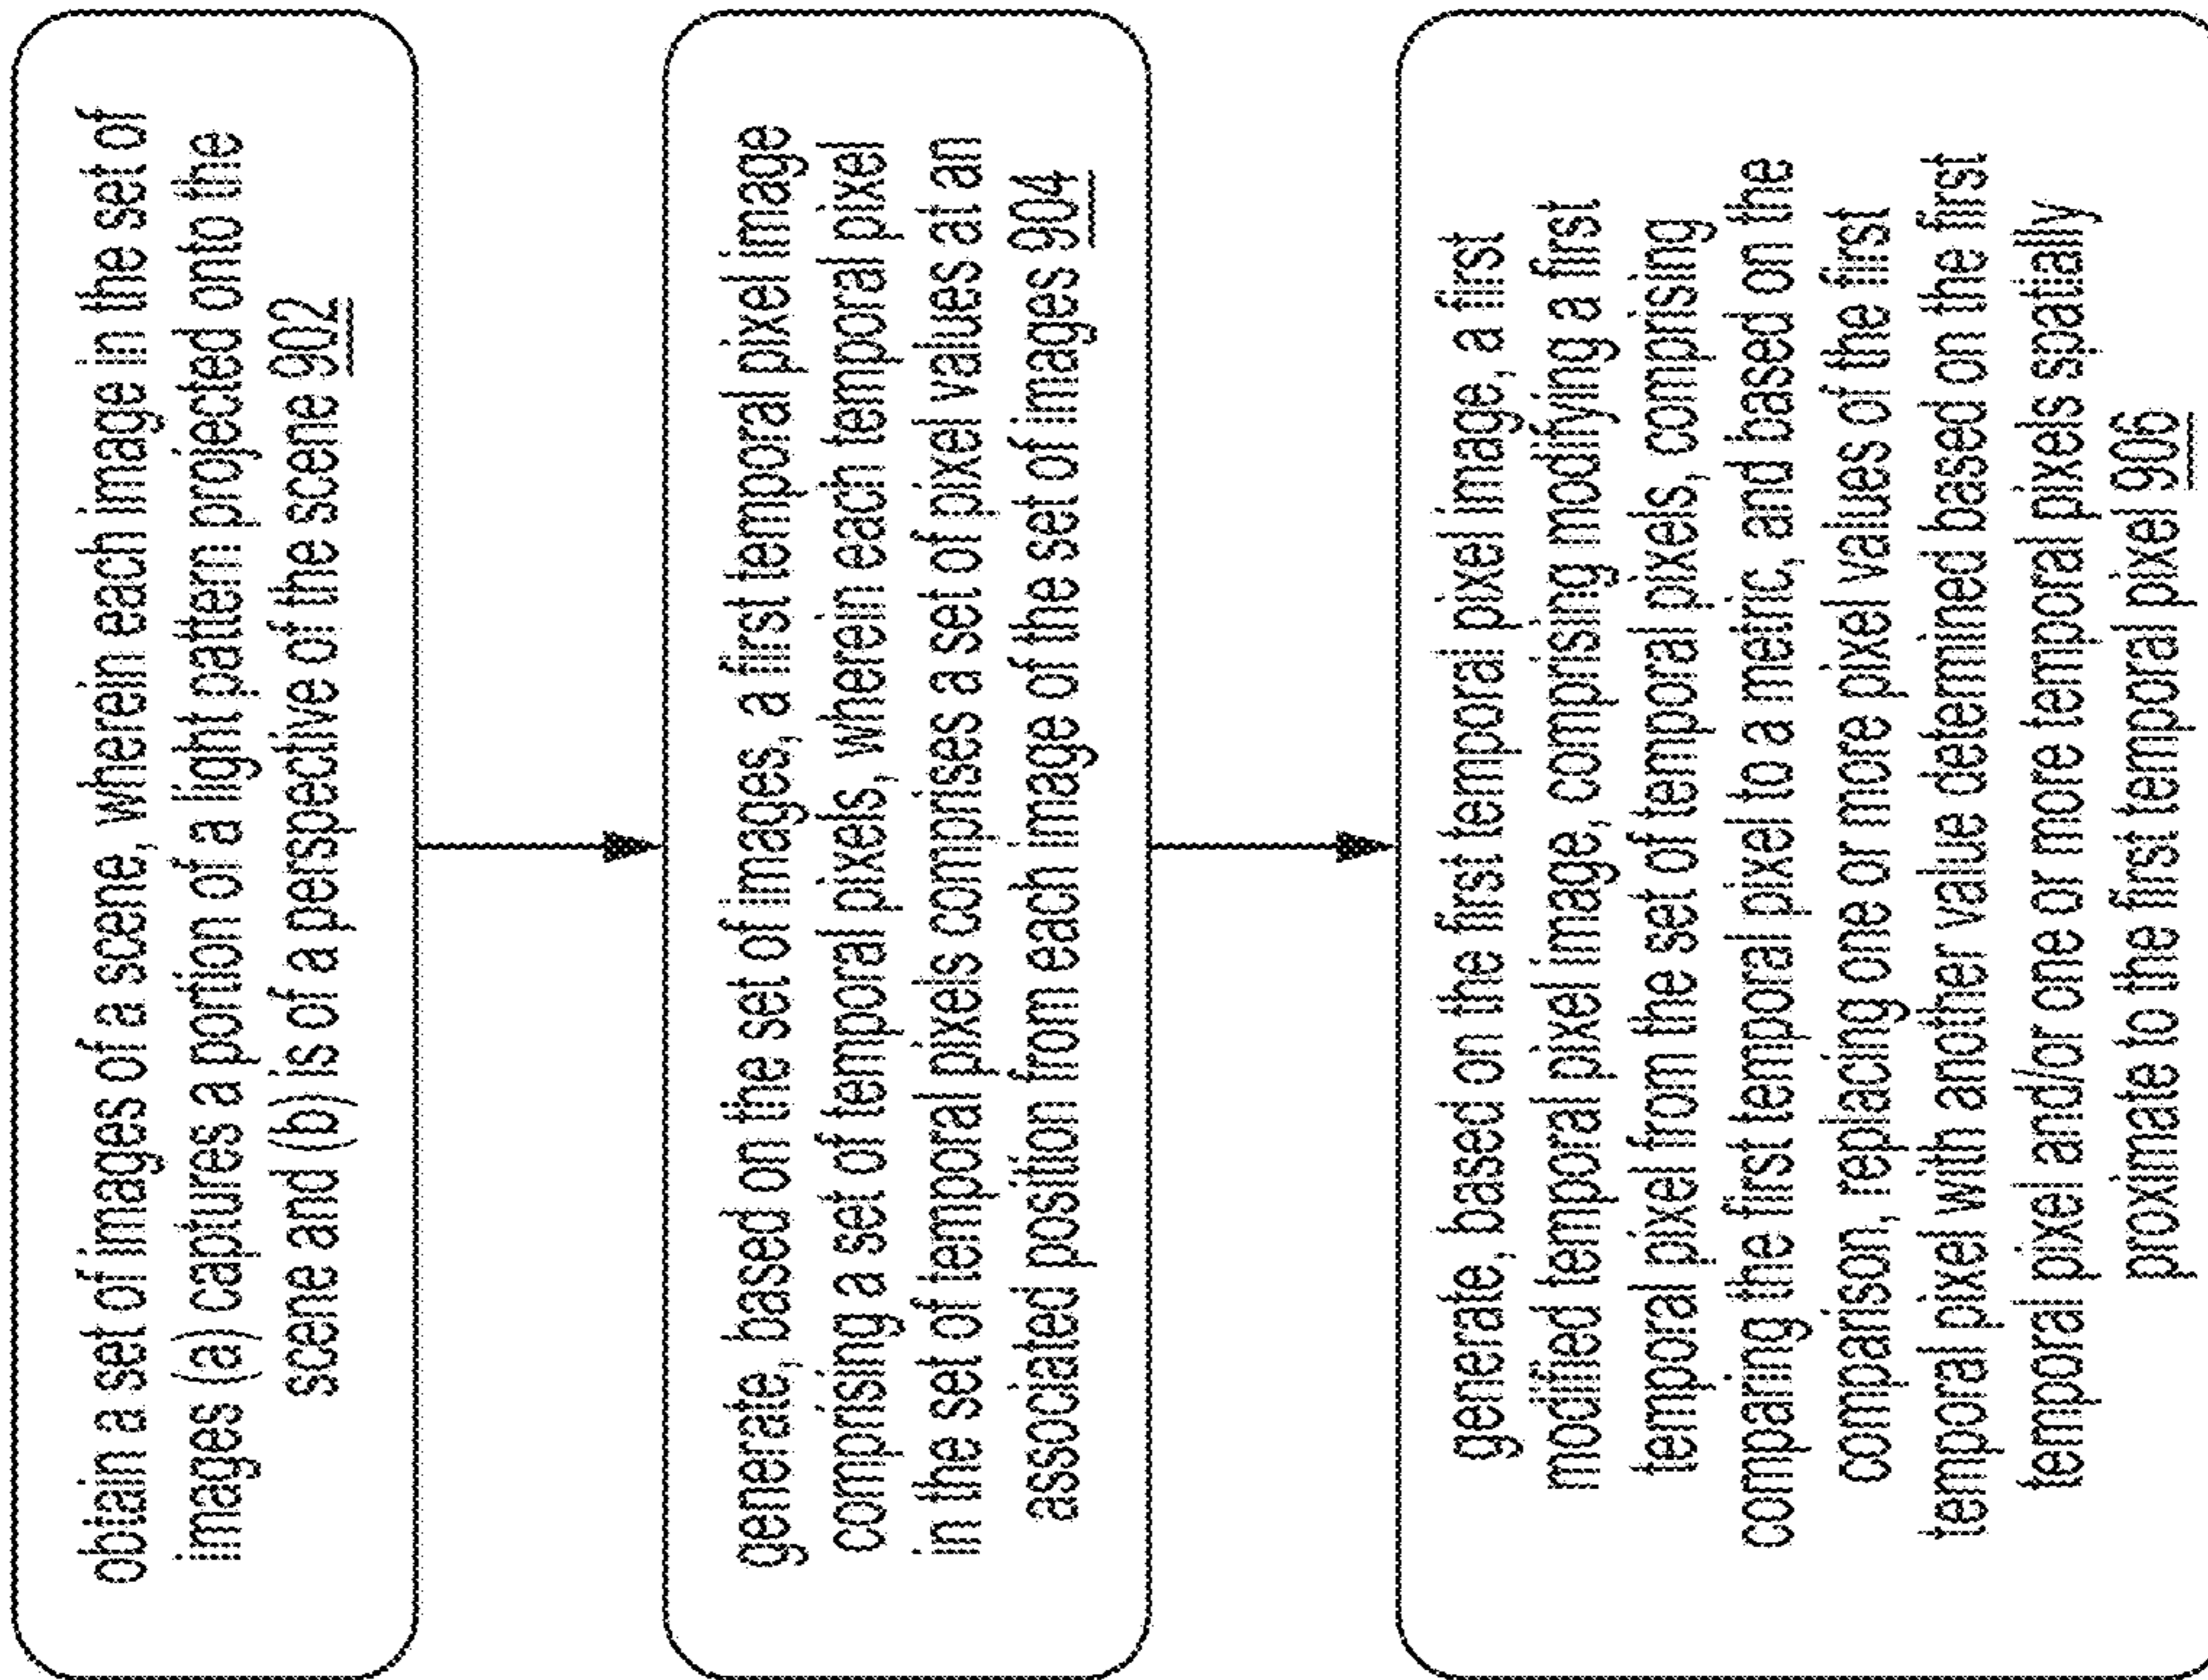 obtain a set of images of a scene, wherein each image in the set of
images (a) captures a portion of a light pattern projected onto the
scene and (b) is of a perspective of the scene 902
generate, based on the set of images, a first temporal pixel image
comprising a set of temporal pixels, wherein each temporal pixel
in the set of temporal pixels comprises a set of pixel values at an
associated position from each image of the set of images 904
generate, based on the first temporal pixel image, a first
modified temporal pixel image, comprising modifying a first
temporal pixel from the set of temporal pixels, comprising
comparing the first temporal pixel to a metric, and based on the
comparison, replacing one or more pixel values of the first
temporal pixel with another value determined based on the first
temporal pixel and/or one or more temporal pixels spatially
proximate to the first temporal pixel 906